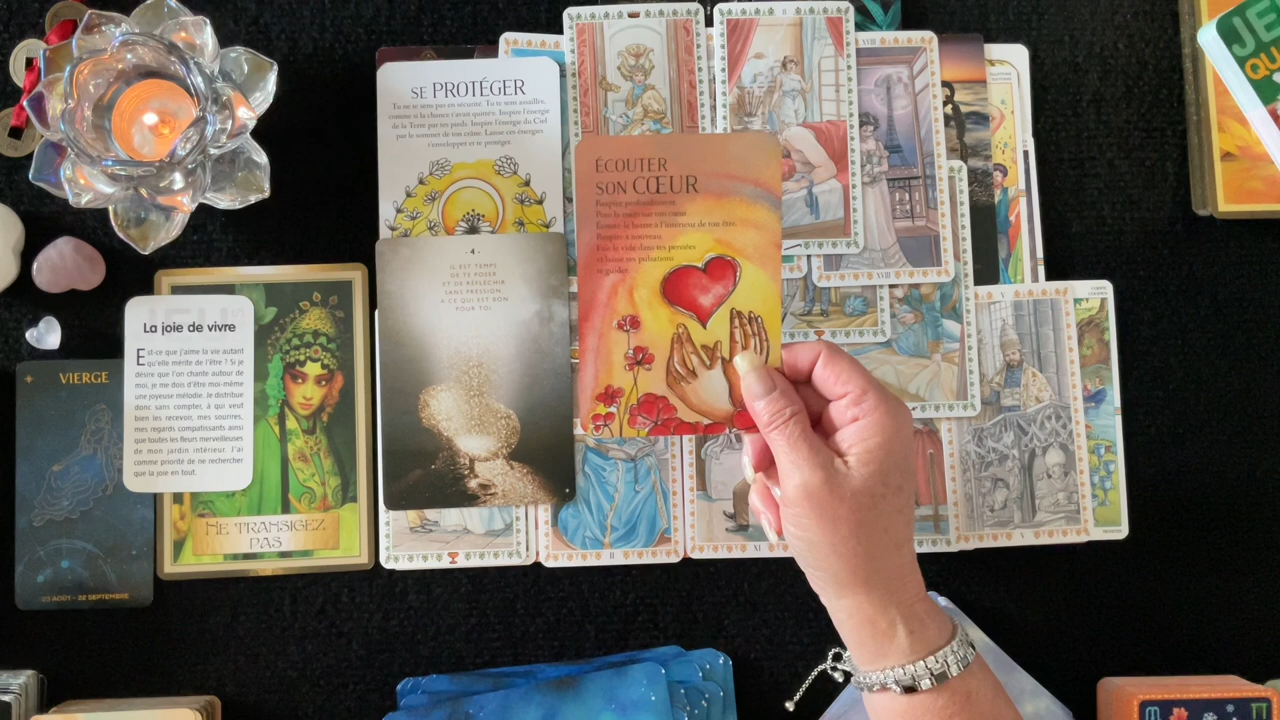 SE PROTÉGER
Tu ne te sens pas en sécurité. Tu te sens assaillie,
comme si la chance t'avait quittée. Inspire l'énergie
de la Terre par tes pieds. Inspire l'énergie du Ciel
par le sommet de ton crâne. Laisse ces énergies
t'envelopper et te protéger.
ÉCOUTER
SON CŒUR
Respire profondément.
Pose la main sur ton cœur.
Écoute-le battre à l'intérieur de ton être.
Respire à nouveau.
Fais le vide dans tes pensées
et laisse ses pulsations
te guider.
- 4 -
IL EST TEMPS
DE TE POSER
ET DE RÉFLÉCHIR
SANS PRESSION
À CE QUI EST BON
POUR TOI
La joie de vivre
Est-ce que j'aime la vie autant
qu'elle mérite de l'être ? Si je
désire que l'on chante autour de
moi, je me dois d'être moi-même
une joyeuse mélodie. Je distribue
donc sans compter, à qui veut
bien les recevoir, mes sourires,
mes regards compatissants ainsi
que toutes les fleurs merveilleuses
de mon jardin intérieur. J'ai
comme priorité de ne rechercher
que la joie en tout.
VIERGE
23 AOÛT - 22 SEPTEMBRE
NE TRANSIGEZ
PAS
II
XVIII
XVIII
II
XI
V
JE
QU